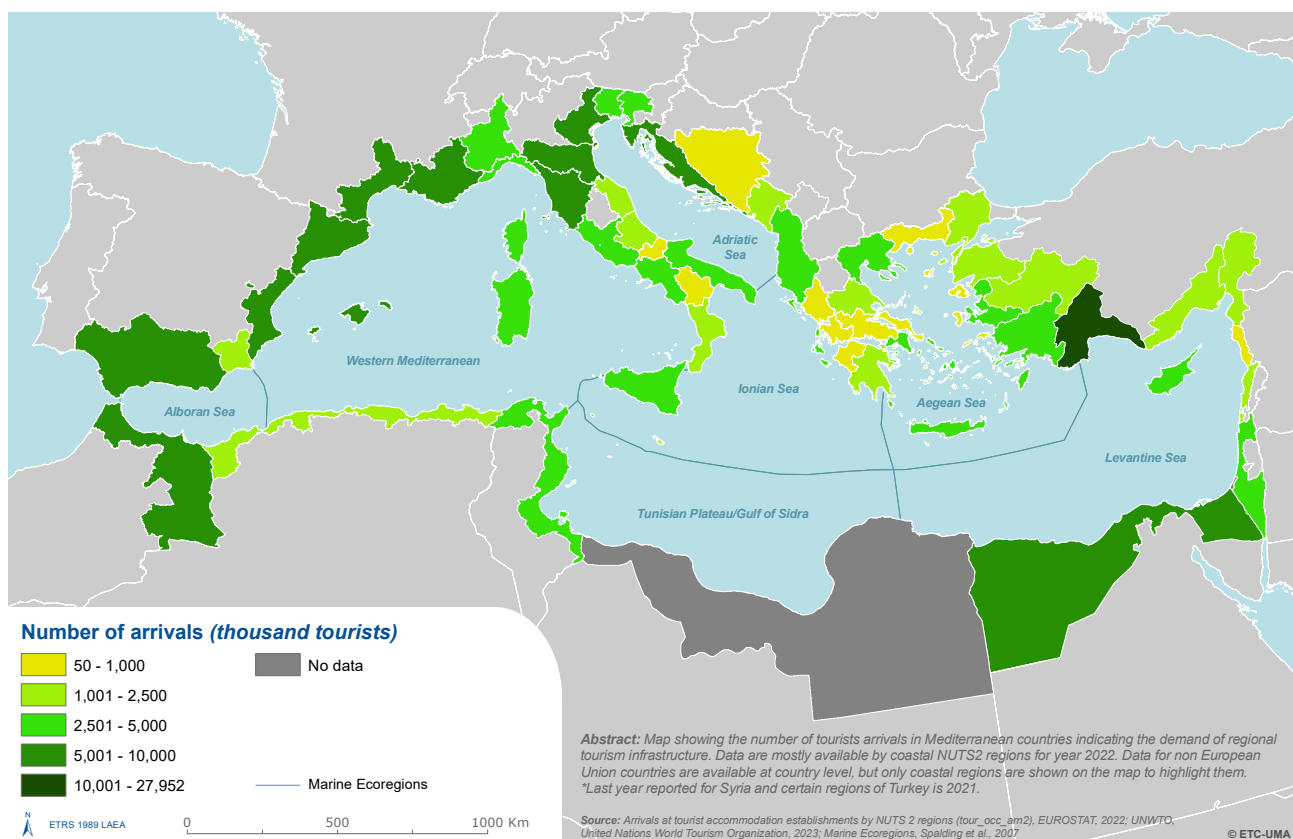 Adriatic
Sea
Western Mediterranean
Ionian Sea
Aegean Sea
Alboran Sea
Levantine Sea
Tunisian Plateau/Gulf of Sidra
Number of arrivals (thousand tourists)
50 - 1,000
No data
1,001 - 2,500
2,501 - 5,000
5,001 - 10,000
10,001 - 27,952
Marine Ecoregions
N
ETRS 1989 LAEA
0 500 1000 Km
Abstract: Map showing the number of tourists arrivals in Mediterranean countries indicating the demand of regional
tourism infrastructure. Data are mostly available by coastal NUTS2 regions for year 2022. Data for non European
Union countries are available at country level, but only coastal regions are shown on the map to highlight them.
*Last year reported for Syria and certain regions of Turkey is 2021.
Source: Arrivals at tourist accommodation establishments by NUTS 2 regions (tour_occ_arn2), EUROSTAT, 2022; UNWTO,
United Nations World Tourism Organization, 2023; Marine Ecoregions, Spalding et al., 2007
© ETC-UMA